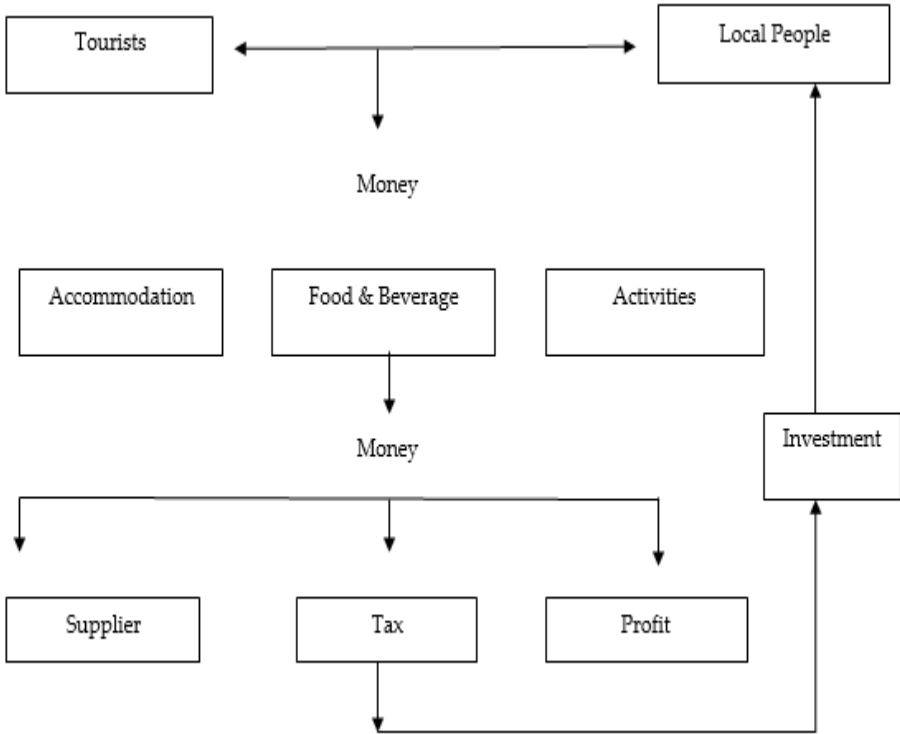 Tourists
Local People
Money
Accommodation
Food & Beverage
Activities
Money
Investment
Supplier
Tax
Profit